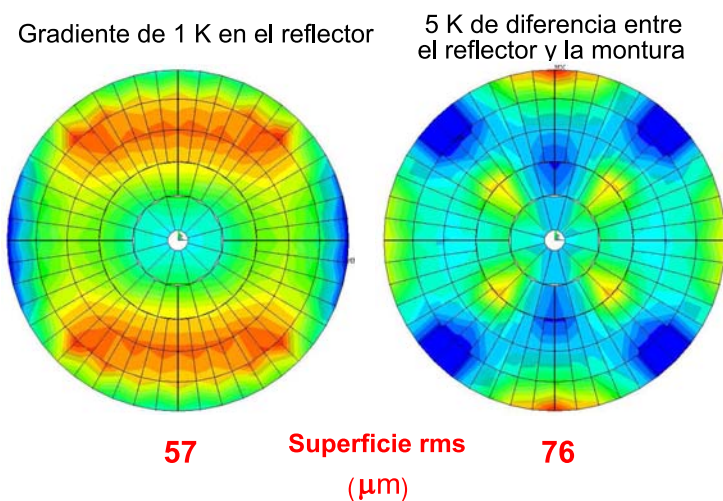 Gradiente de 1 K en el reflector
5 K de diferencia entre
el reflector y la montura
57
Superficie rms
76
(μm)